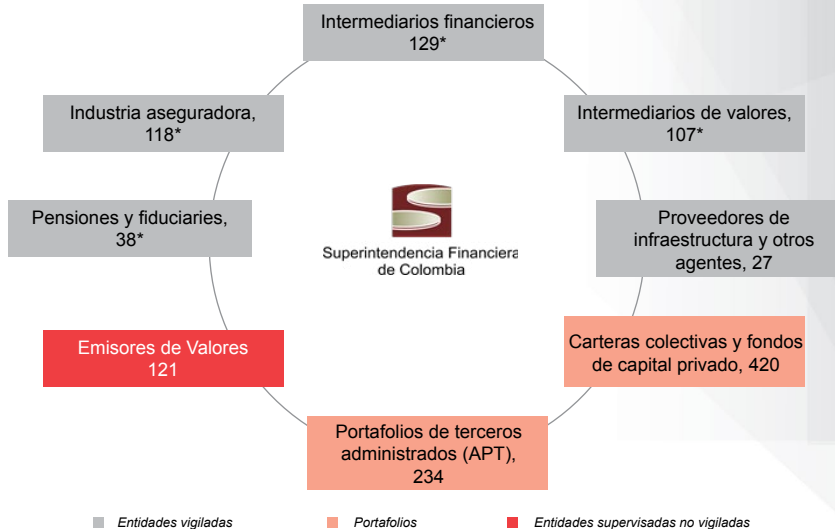 Intermediarios financieros
129*
Industria aseguradora,
118*
Intermediarios de valores,
107*
Pensiones y fiduciaries,
38*
Superintendencia Financiera
de Colombia
Proveedores de
infraestructura y otros
agentes, 27
Emisores de Valores
121
Carteras colectivas y fondos
de capital privado, 420
Portafolios de terceros
administrados (APT),
234
Entidades vigiladas
Portafolios
Entidades supervisadas no vigiladas